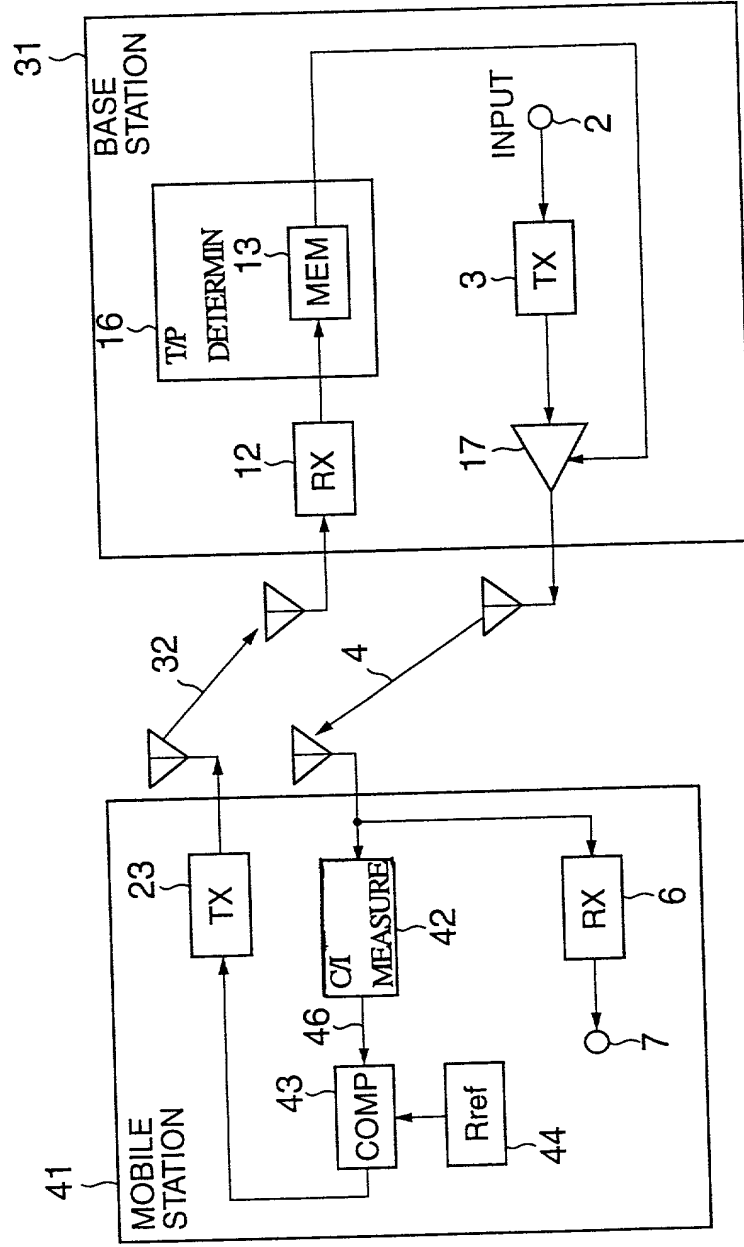 41
MOBILE
STATION
23
TX
43
COMP
46
C/I
MEASURE
42
Rref
44
RX
6
7
32
4
31
BASE
STATION
16
T/P
DETERMIN
13
MEM
12
RX
17
3
TX
INPUT
2